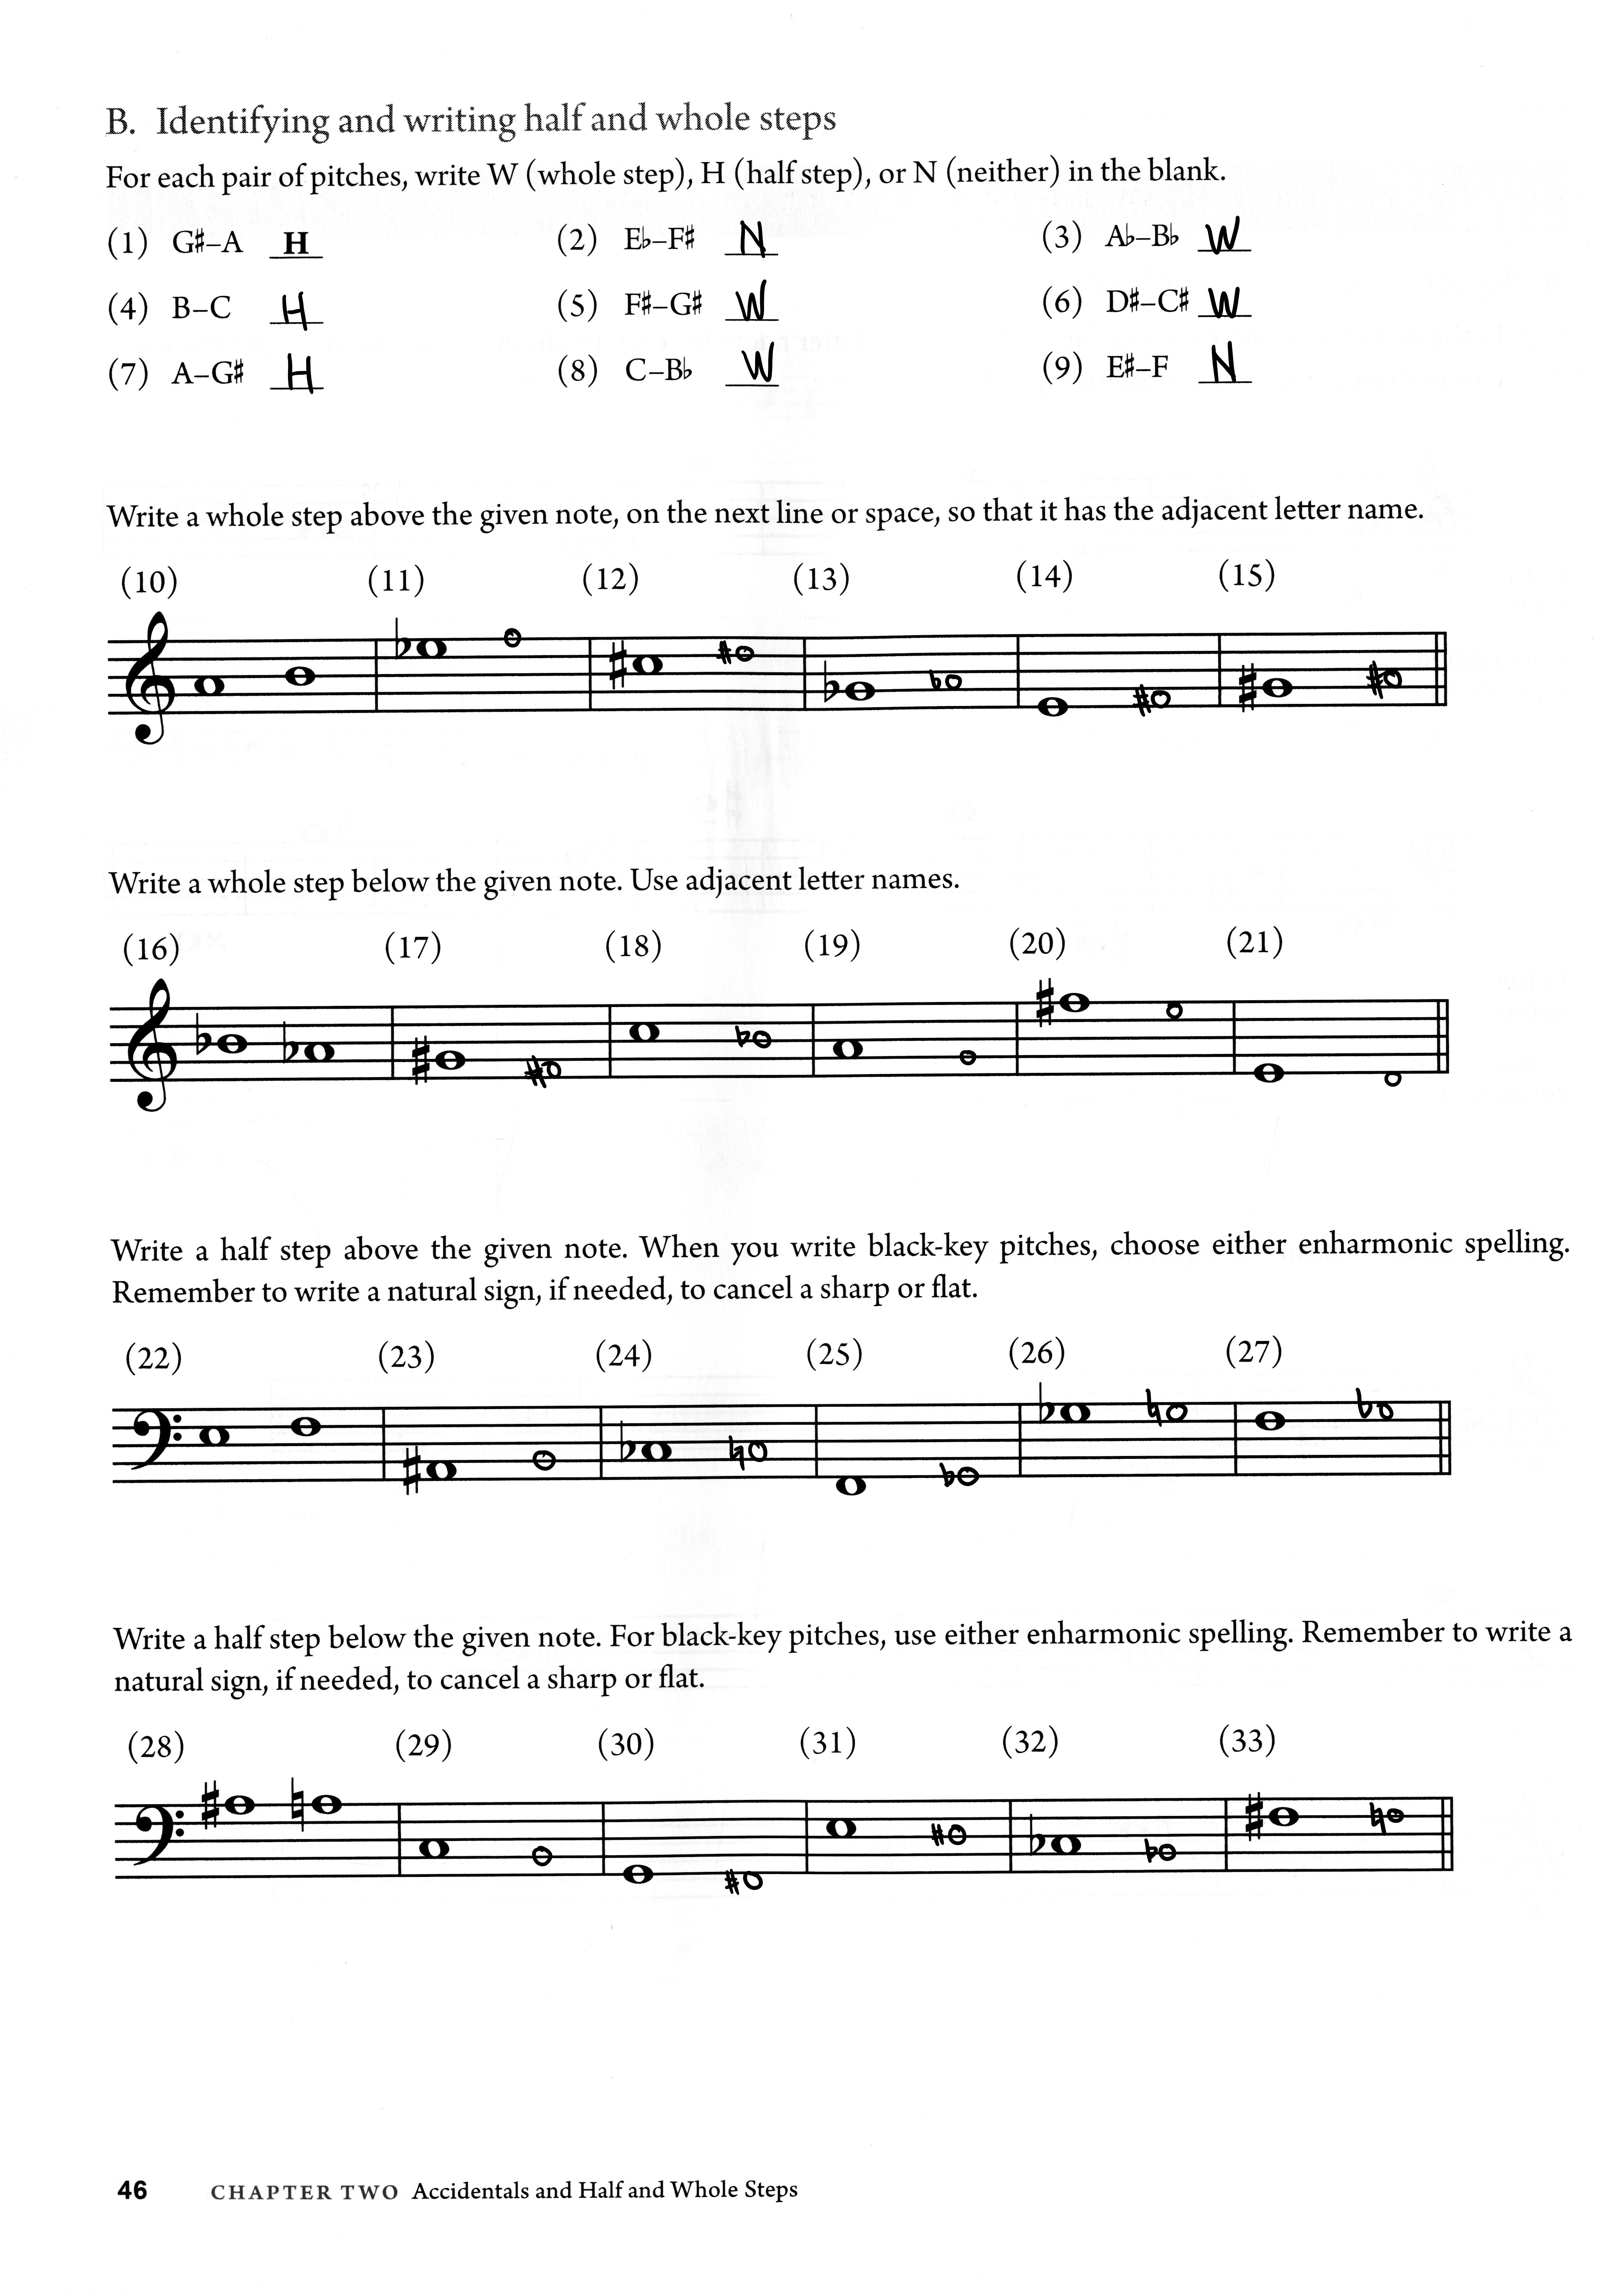 B. Identifying and writing half and whole steps
For each pair of pitches, write W (whole step), H (half step), or N (neither) in the blank.
(1) G♯–A H (2) E♭–F♯ N (3) A♭–B♭ W
(4) B–C H (5) F♯–G♯ W (6) D♯–C♯ W
(7) A–G♯ H (8) C–B♭ W (9) E♯–F N
Write a whole step above the given note, on the next line or space, so that it has the adjacent letter name.
(10) (11) (12) (13) (14) (15)
Write a whole step below the given note. Use adjacent letter names.
(16) (17) (18) (19) (20) (21)
Write a half step above the given note. When you write black-key pitches, choose either enharmonic spelling.
Remember to write a natural sign, if needed, to cancel a sharp or flat.
(22) (23) (24) (25) (26) (27)
Write a half step below the given note. For black-key pitches, use either enharmonic spelling. Remember to write a
natural sign, if needed, to cancel a sharp or flat.
(28) (29) (30) (31) (32) (33)
46 CHAPTER TWO Accidentals and Half and Whole Steps